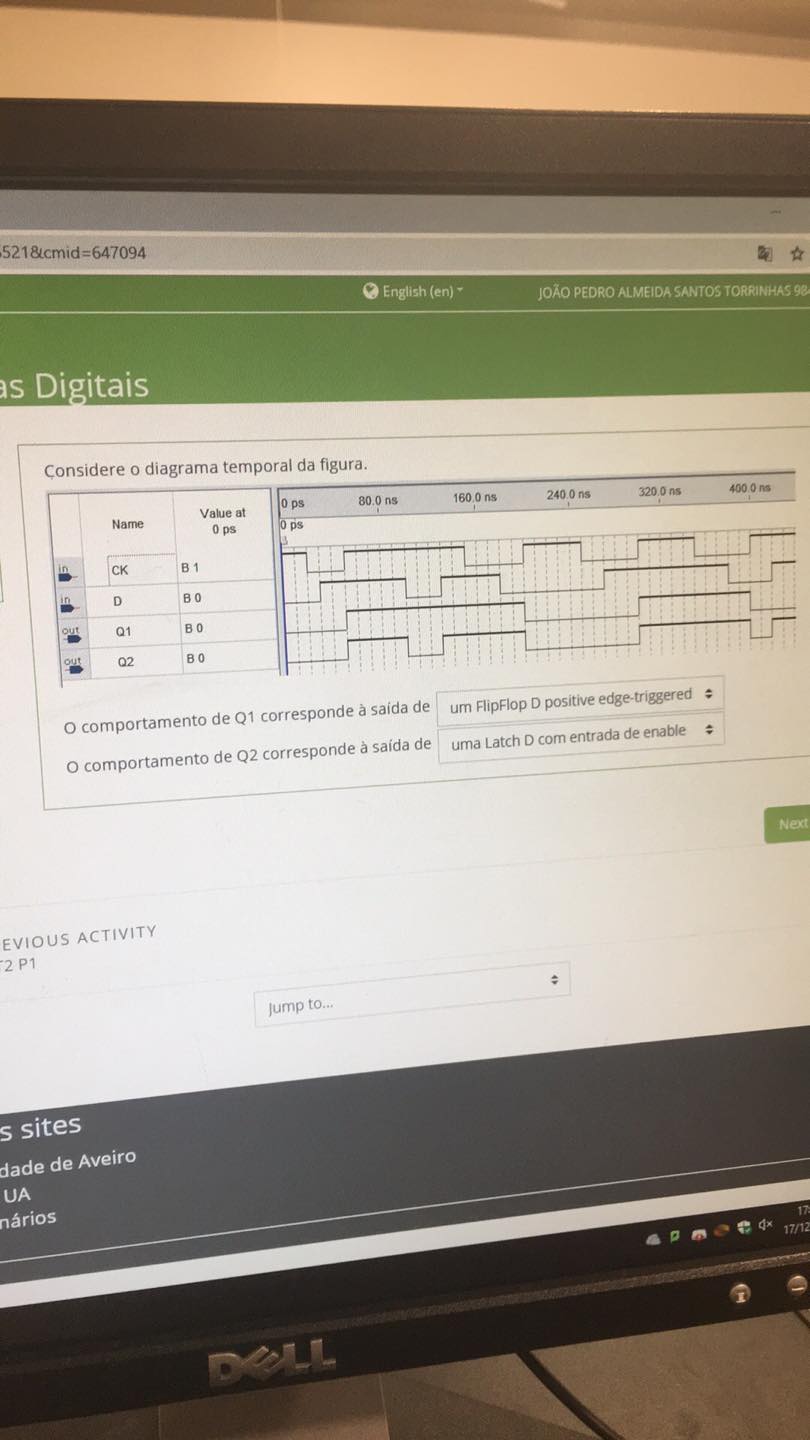 5521&cmid=647094
English (en)
JOÃO PEDRO ALMEIDA SANTOS TORRINHAS 98
as Digitais
Considere o diagrama temporal da figura.
Name
Value at
0 ps
0 ps 80.0 ns 160.0 ns 240.0 ns 320.0 ns 400.0 ns
0 ps
in CK B 1
in D B 0
out Q1 B 0
out Q2 B 0
O comportamento de Q1 corresponde à saída de um FlipFlop D positive edge-triggered
O comportamento de Q2 corresponde à saída de uma Latch D com entrada de enable
Next
EVIOUS ACTIVITY
T2 P1
Jump to...
s sites
dade de Aveiro
UA
nários
17:
17/12
DELL